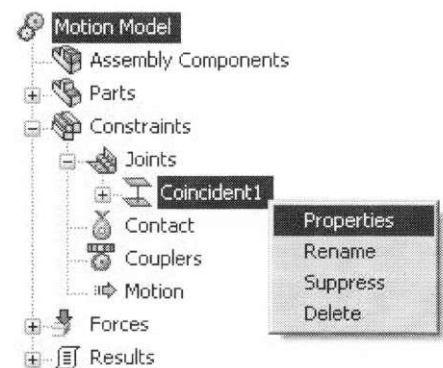 Motion Model
Assembly Components
Parts
Constraints
Joints
Coincident1
Properties
Rename
Suppress
Delete
Contact
Couplers
Motion
Forces
Results